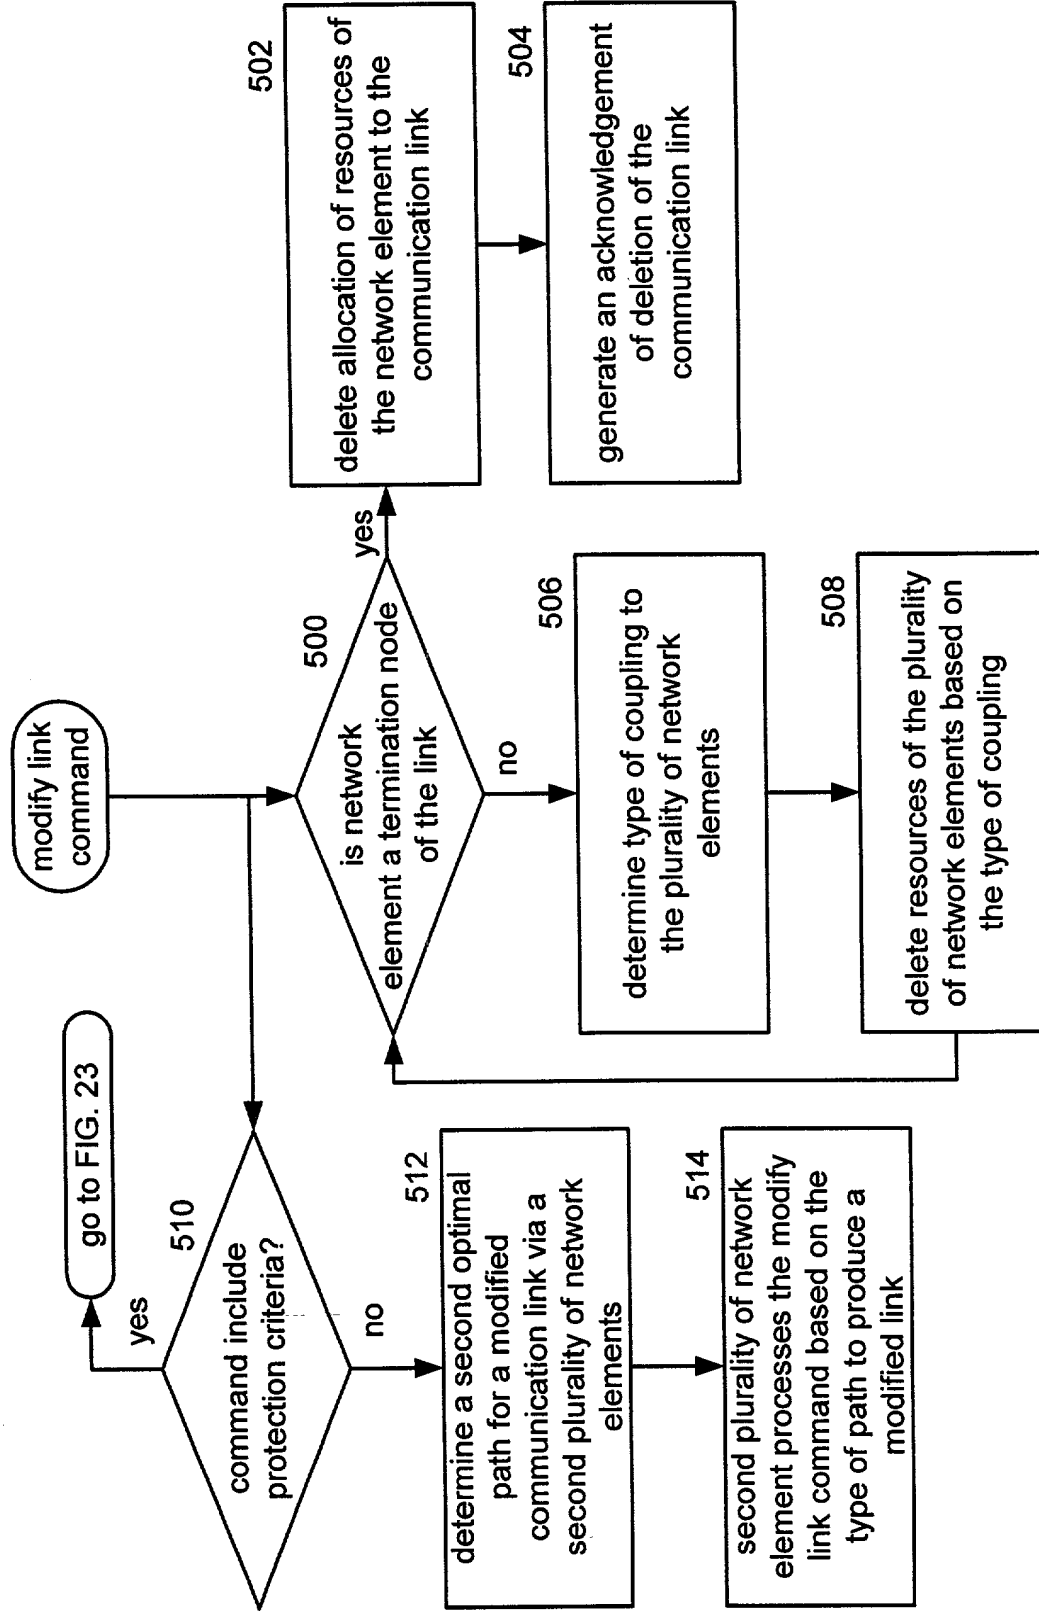 modify link
command
go to FIG. 23
yes
510
command include
protection criteria?
no
512
determine a second optimal
path for a modified
communication link via a
second plurality of network
elements
514
second plurality of network
element processes the modify
link command based on the
type of path to produce a
modified link
500
is network
element a termination node
of the link
yes
no
502
delete allocation of resources of
the network element to the
communication link
504
generate an acknowledgement
of deletion of the
communication link
506
determine type of coupling to
the plurality of network
elements
508
delete resources of the plurality
of network elements based on
the type of coupling